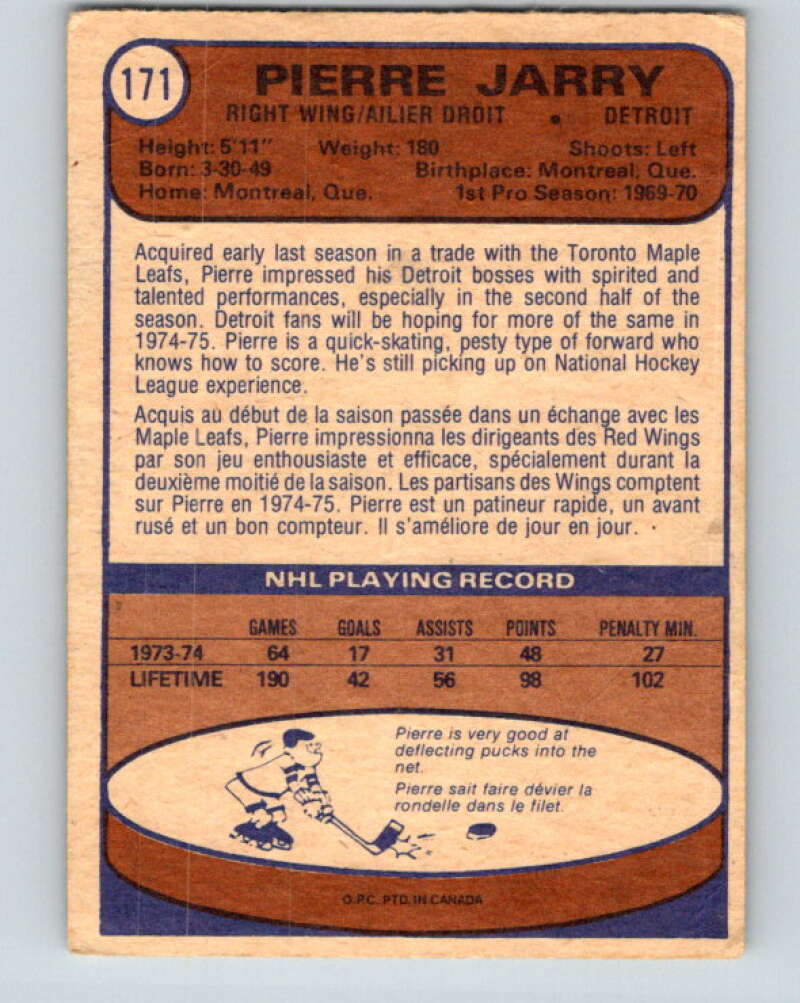 171
PIERRE JARRY
RIGHT WING/AILIER DROIT • DETROIT
Height: 5'11" Weight: 180 Shoots: Left
Born: 3-30-49 Birthplace: Montreal, Que.
Home: Montreal, Que. 1st Pro Season: 1969-70
Acquired early last season in a trade with the Toronto Maple
Leafs, Pierre impressed his Detroit bosses with spirited and
talented performances, especially in the second half of the
season. Detroit fans will be hoping for more of the same in
1974-75. Pierre is a quick-skating, pesty type of forward who
knows how to score. He's still picking up on National Hockey
League experience.
Acquis au début de la saison passée dans un échange avec les
Maple Leafs, Pierre impressionna les dirigeants des Red Wings
par son jeu enthousiaste et efficace, spécialement durant la
deuxième moitié de la saison. Les partisans des Wings comptent
sur Pierre en 1974-75. Pierre est un patineur rapide, un avant
rusé et un bon compteur. Il s'améliore de jour en jour.
NHL PLAYING RECORD
GAMES GOALS ASSISTS POINTS PENALTY MIN.
1973-74 64 17 31 48 27
LIFETIME 190 42 56 98 102
Pierre is very good at
deflecting pucks into the
net.
Pierre sait faire dévier la
rondelle dans le filet.
O.P.C. PTD. IN CANADA